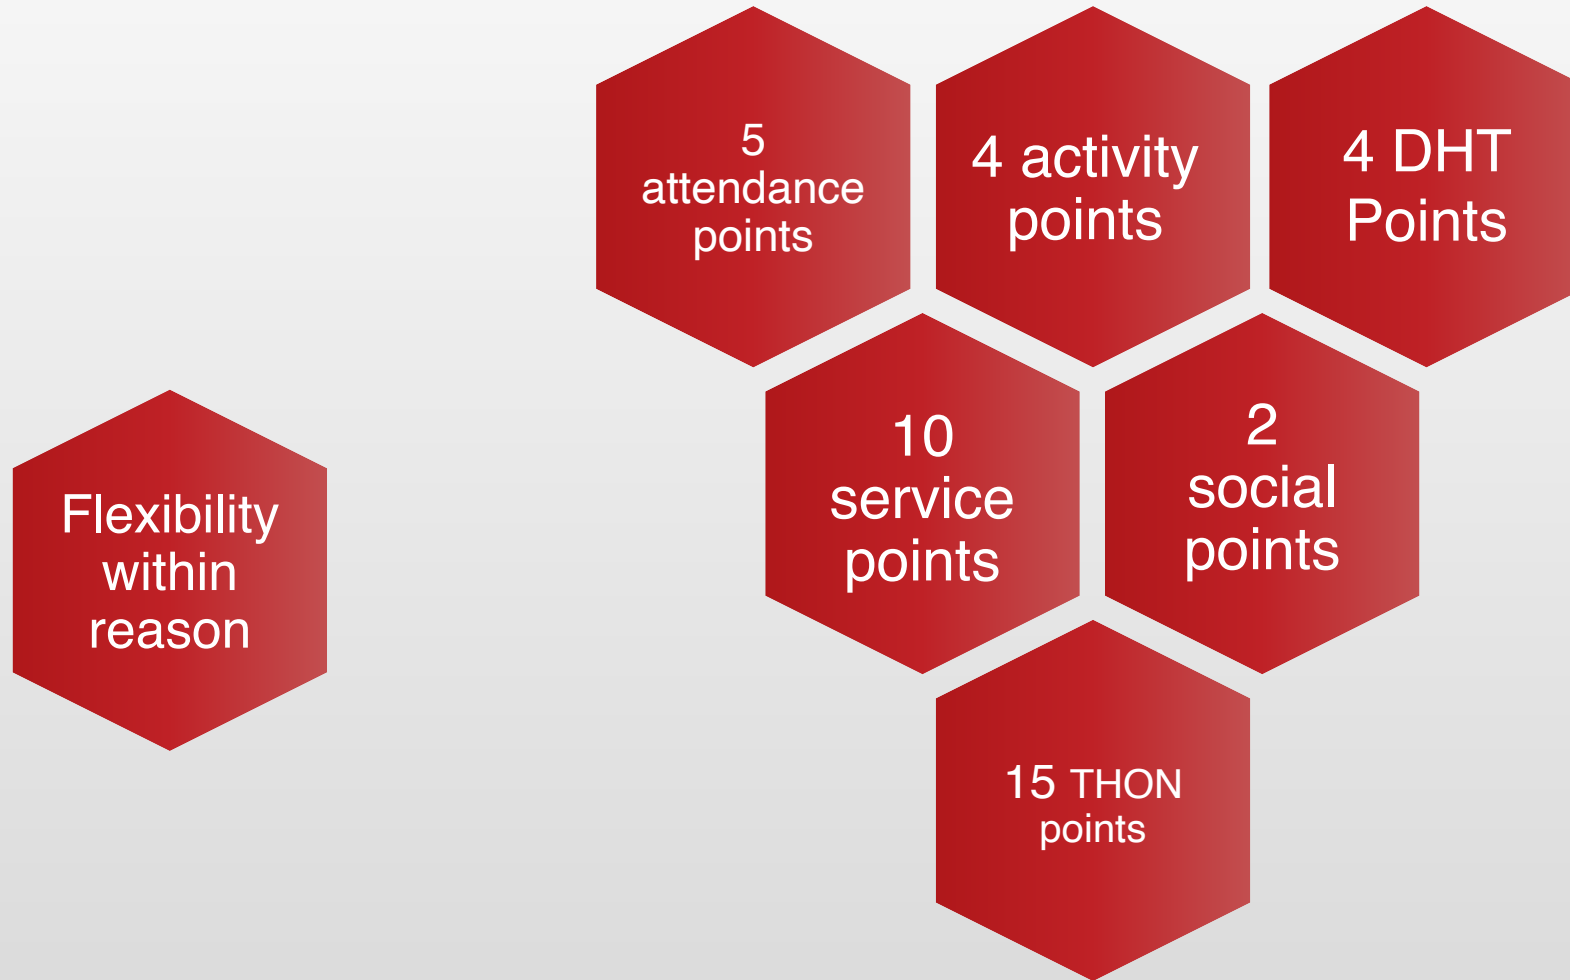 5
attendance
points
4 activity
points
4 DHT
Points
10
service
points
2
social
points
Flexibility
within
reason
15 THON
points